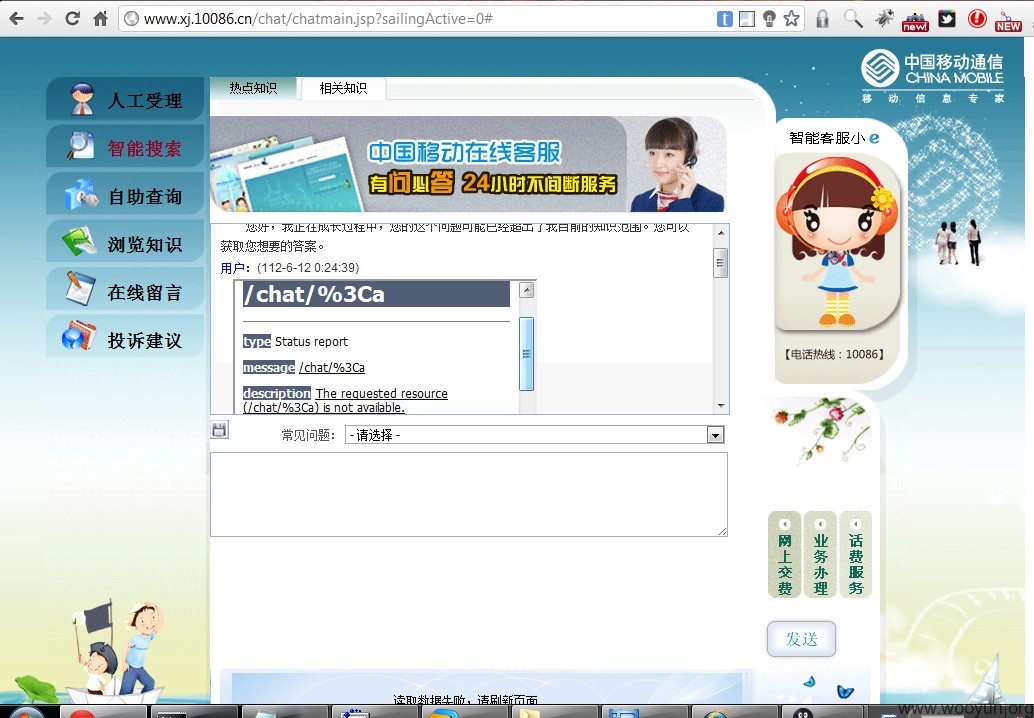 www.xj.10086.cn/chat/chatmain.jsp?sailingActive=0#
new!
NEW
中国移动通信
CHINA MOBILE
移动信息专家
人工受理
智能搜索
自助查询
浏览知识
在线留言
投诉建议
热点知识
相关知识
中国移动在线客服
有问必答 24小时不间断服务
您好，我正在成长过程中，您的这个问题可能已经超出了我目前的知识范围。您可以
获取您想要的答案。
用户：(112-6-12 0:24:39)
/chat/%3Ca
type Status report
message /chat/%3Ca
description The requested resource
(/chat/%3Ca) is not available.
常见问题：
- 请选择 -
智能客服小e
【电话热线：10086】
网上交费
业务办理
话费服务
发送
读取数据失败，请刷新页面
www.wooyun.org